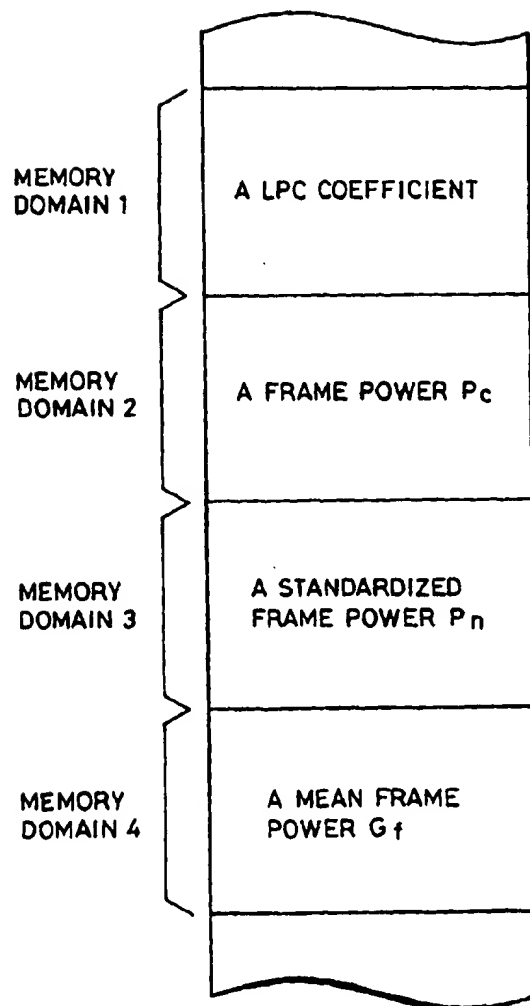 MEMORY
DOMAIN 1
A LPC COEFFICIENT
MEMORY
DOMAIN 2
A FRAME POWER Pc
MEMORY
DOMAIN 3
A STANDARDIZED
FRAME POWER Pn
MEMORY
DOMAIN 4
A MEAN FRAME
POWER Gf